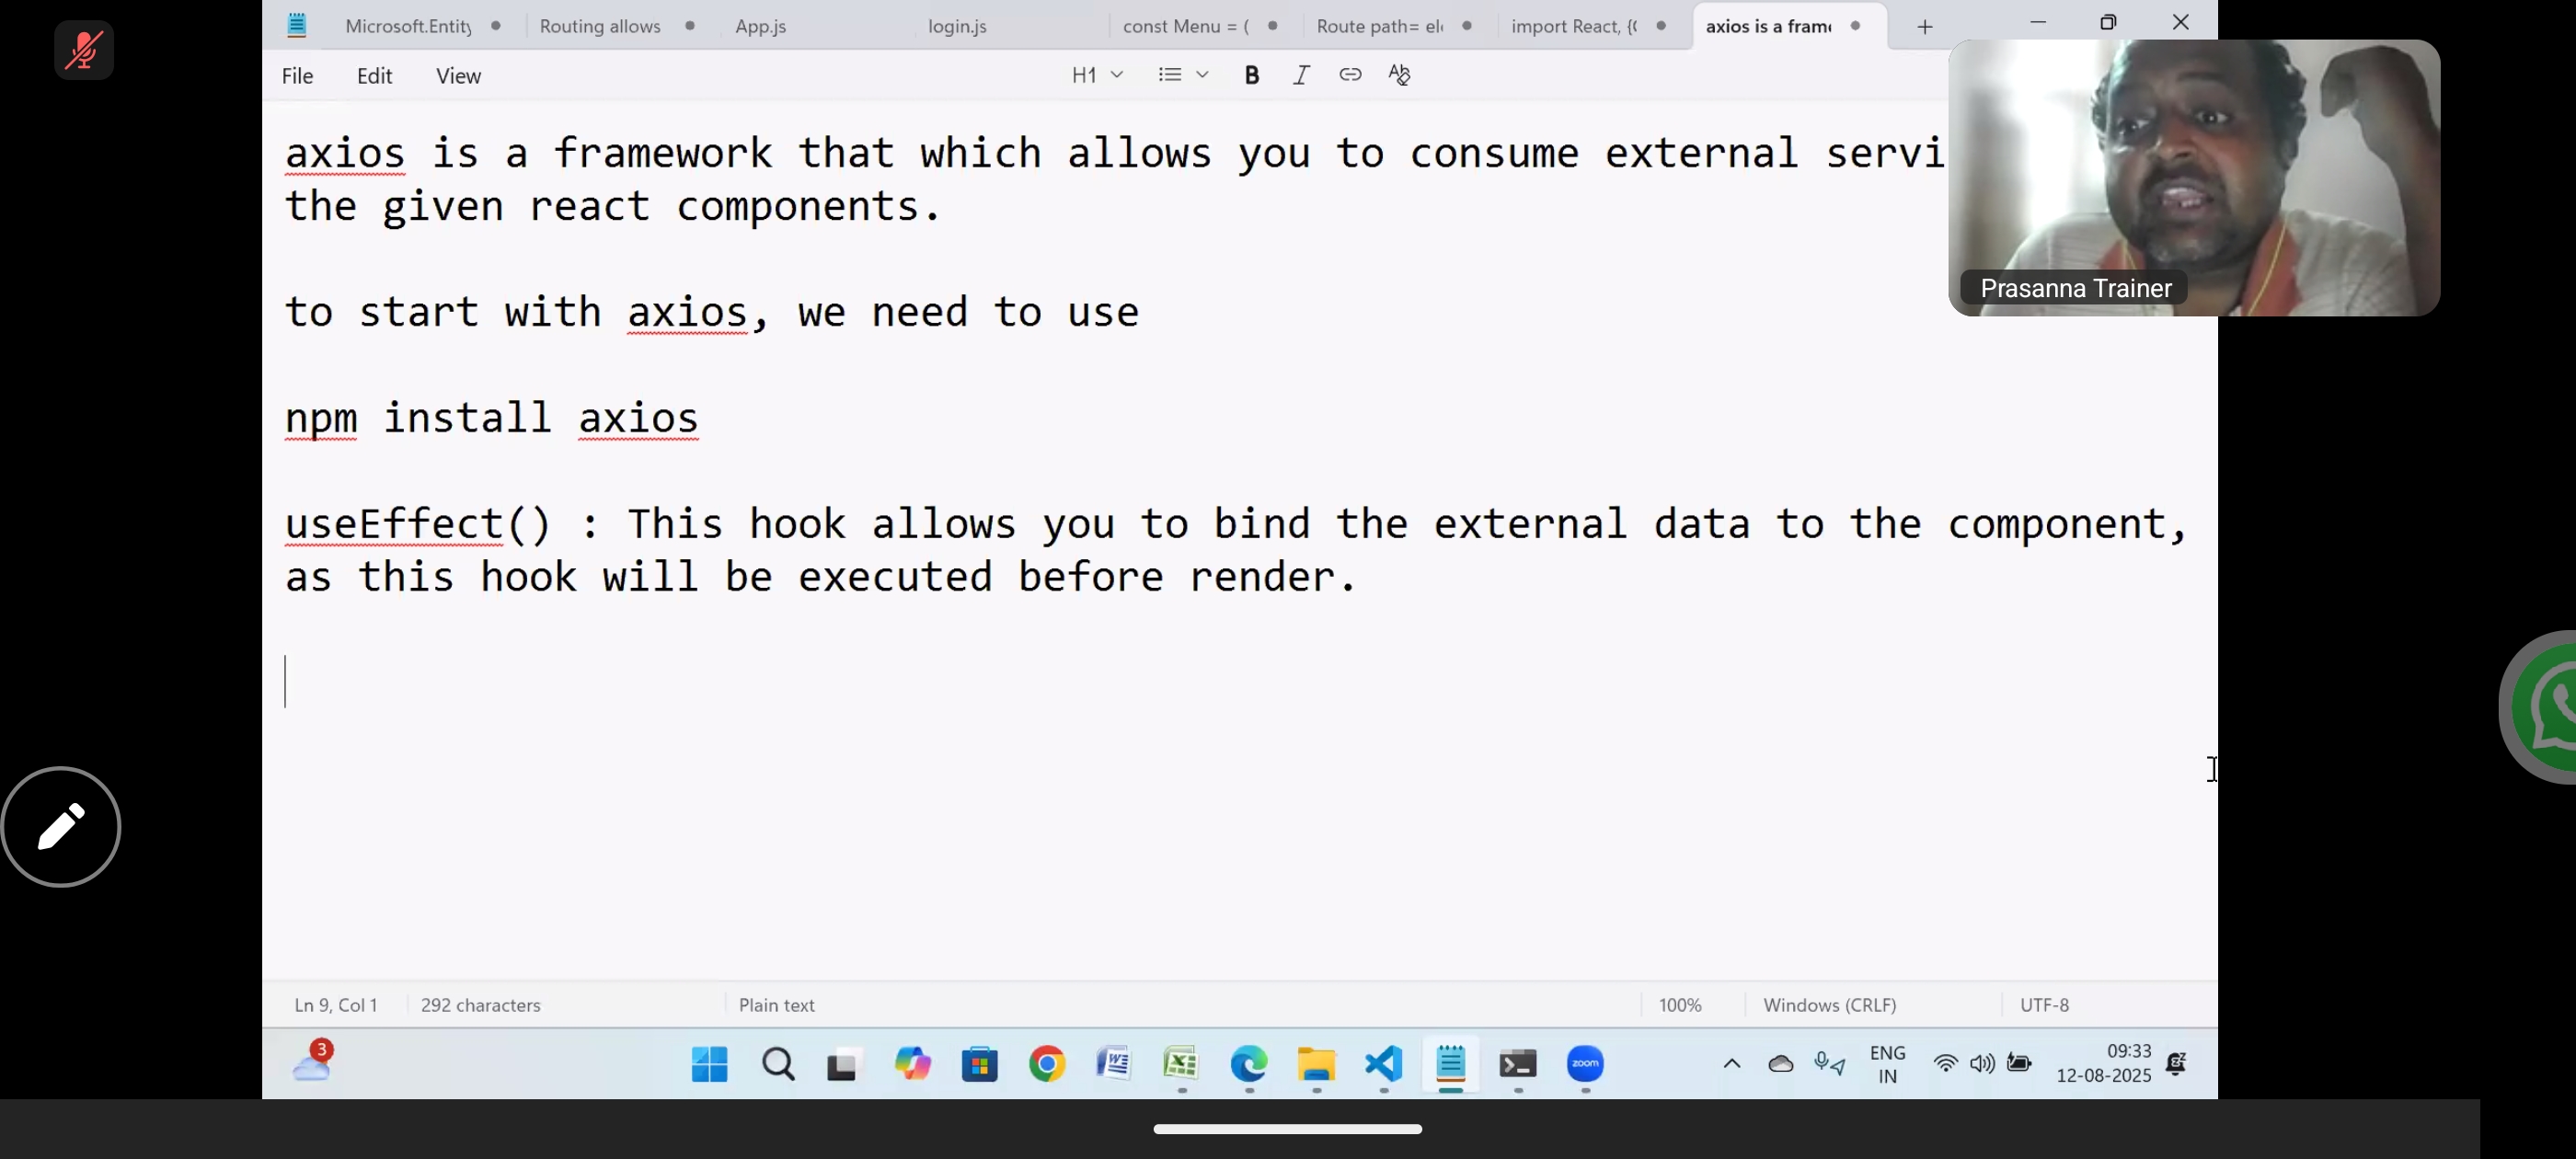 Microsoft.Entity
Routing allows
App.js
login.js
const Menu = (
Route path= ele
import React, {(
axios is a frame
File Edit View
H1
axios is a framework that which allows you to consume external servi
the given react components.
to start with axios, we need to use
npm install axios
useEffect() : This hook allows you to bind the external data to the component,
as this hook will be executed before render.
Prasanna Trainer
Ln 9, Col 1
292 characters
Plain text
100%
Windows (CRLF)
UTF-8
3
zoom
ENG
IN
09:33
12-08-2025